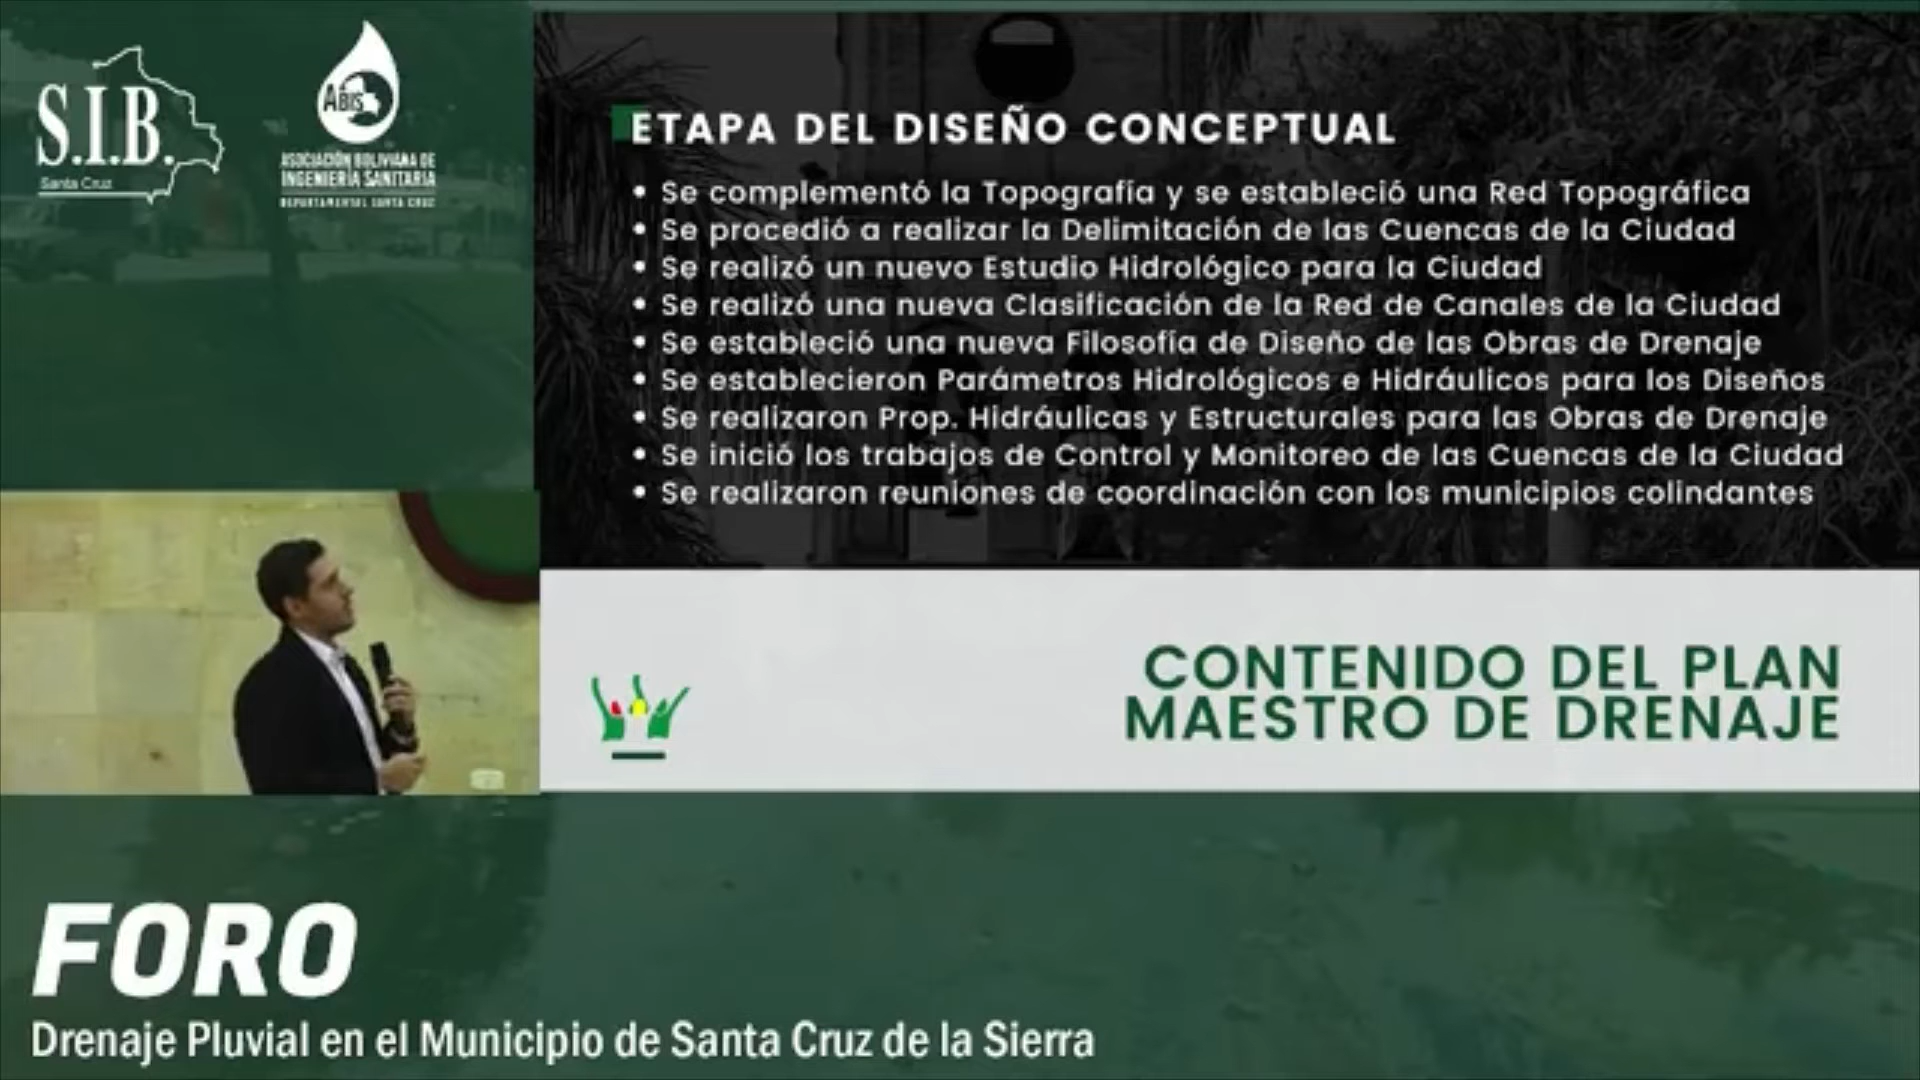 S.I.B.
Santa Cruz
ABIS
ASOCIACIÓN BOLIVIANA DE
INGENIERÍA SANITARIA
DEPARTAMENTAL SANTA CRUZ
ETAPA DEL DISEÑO CONCEPTUAL
• Se complementó la Topografía y se estableció una Red Topográfica
• Se procedió a realizar la Delimitación de las Cuencas de la Ciudad
• Se realizó un nuevo Estudio Hidrológico para la Ciudad
• Se realizó una nueva Clasificación de la Red de Canales de la Ciudad
• Se estableció una nueva Filosofía de Diseño de las Obras de Drenaje
• Se establecieron Parámetros Hidrológicos e Hidráulicos para los Diseños
• Se realizaron Prop. Hidráulicas y Estructurales para las Obras de Drenaje
• Se inició los trabajos de Control y Monitoreo de las Cuencas de la Ciudad
• Se realizaron reuniones de coordinación con los municipios colindantes
CONTENIDO DEL PLAN
MAESTRO DE DRENAJE
FORO
Drenaje Pluvial en el Municipio de Santa Cruz de la Sierra